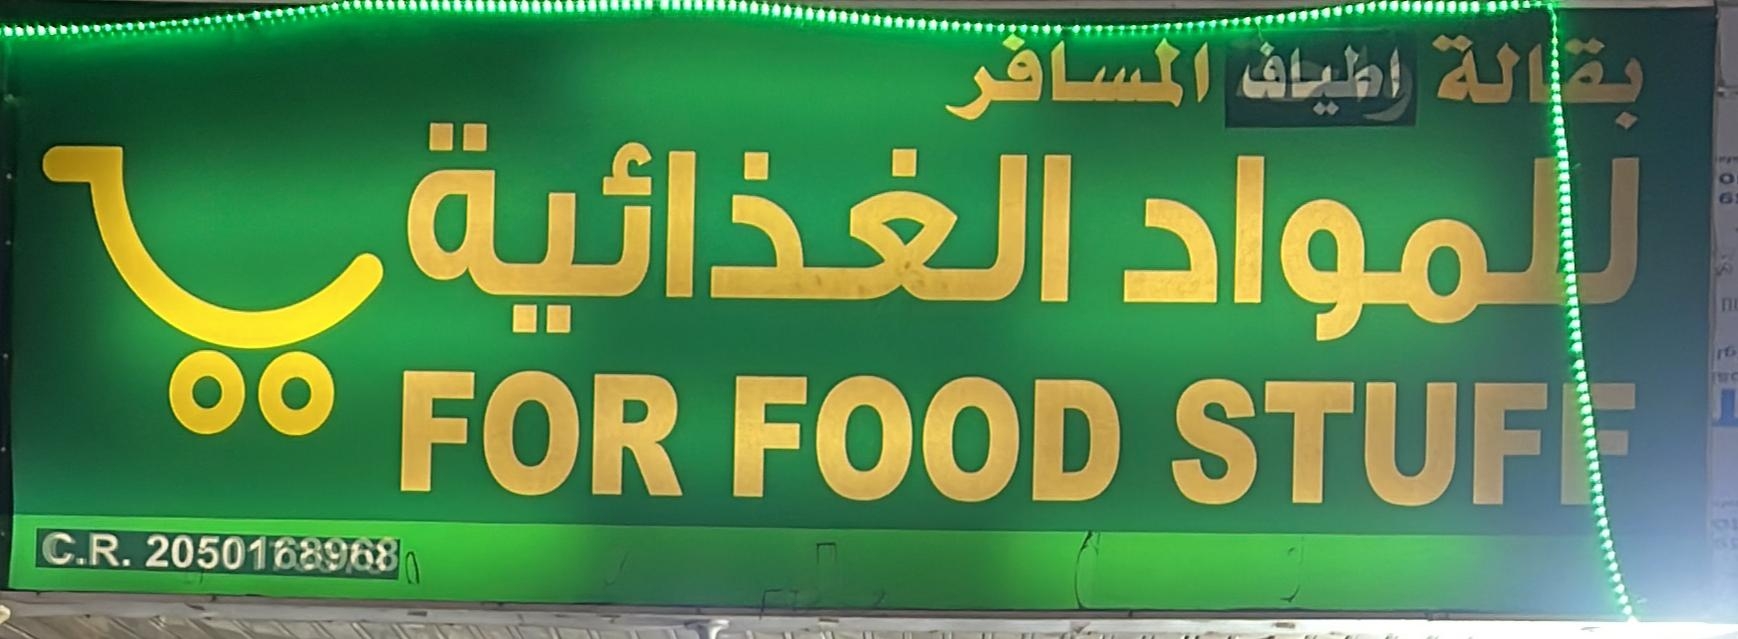 بقالة اطياف المسافر
للمواد الغذائية
FOR FOOD STUFF
C.R. 2050168968